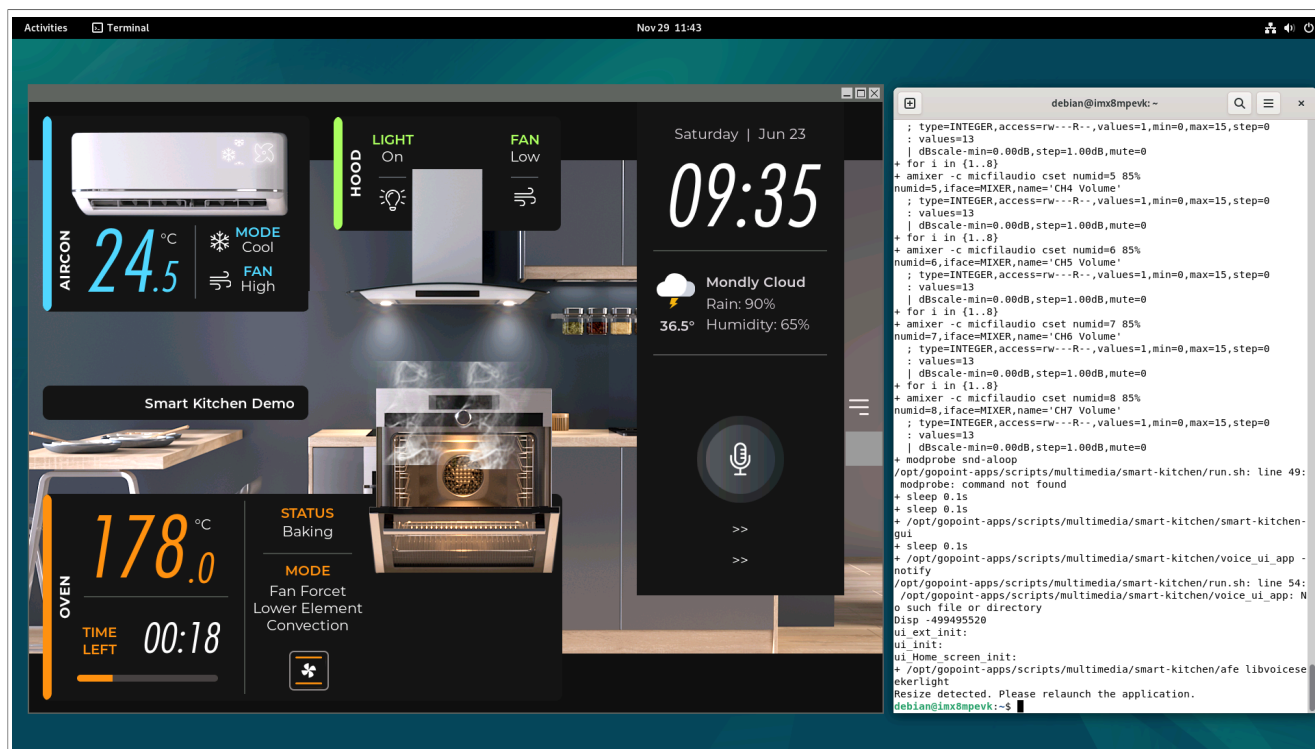 Activities
Terminal
Nov 29 11:43
AIRCON
24.5
°C
MODE
Cool
FAN
High
HOOD
LIGHT
On
FAN
Low
Saturday | Jun 23
09:35
Mondly Cloud
Rain: 90%
36.5° Humidity: 65%
>>
>>
Smart Kitchen Demo
OVEN
178.0
°C
TIME
LEFT
00:18
STATUS
Baking
MODE
Fan Forcet
Lower Element
Convection
debian@imx8mpevk: ~
; type=INTEGER,access=rw---R--,values=1,min=0,max=15,step=0
: values=13
| dBscale-min=0.00dB,step=1.00dB,mute=0
+ for i in {1..8}
+ amixer -c micfilaudio cset numid=5 85%
numid=5,iface=MIXER,name='CH4 Volume'
; type=INTEGER,access=rw---R--,values=1,min=0,max=15,step=0
: values=13
| dBscale-min=0.00dB,step=1.00dB,mute=0
+ for i in {1..8}
+ amixer -c micfilaudio cset numid=6 85%
numid=6,iface=MIXER,name='CH5 Volume'
; type=INTEGER,access=rw---R--,values=1,min=0,max=15,step=0
: values=13
| dBscale-min=0.00dB,step=1.00dB,mute=0
+ for i in {1..8}
+ amixer -c micfilaudio cset numid=7 85%
numid=7,iface=MIXER,name='CH6 Volume'
; type=INTEGER,access=rw---R--,values=1,min=0,max=15,step=0
: values=13
| dBscale-min=0.00dB,step=1.00dB,mute=0
+ for i in {1..8}
+ amixer -c micfilaudio cset numid=8 85%
numid=8,iface=MIXER,name='CH7 Volume'
; type=INTEGER,access=rw---R--,values=1,min=0,max=15,step=0
: values=13
| dBscale-min=0.00dB,step=1.00dB,mute=0
+ modprobe snd-aloop
/opt/gopoint-apps/scripts/multimedia/smart-kitchen/run.sh: line 49:
modprobe: command not found
+ sleep 0.1s
+ sleep 0.1s
+ /opt/gopoint-apps/scripts/multimedia/smart-kitchen/smart-kitchen-
gui
+ sleep 0.1s
+ /opt/gopoint-apps/scripts/multimedia/smart-kitchen/voice_ui_app -
notify
/opt/gopoint-apps/scripts/multimedia/smart-kitchen/run.sh: line 54:
/opt/gopoint-apps/scripts/multimedia/smart-kitchen/voice_ui_app: N
o such file or directory
Disp -499495520
ui_ext_init:
ui_init:
ui_Home_screen_init:
+ /opt/gopoint-apps/scripts/multimedia/smart-kitchen/afe libvoicese
ekerlight
Resize detected. Please relaunch the application.
debian@imx8mpevk:~$